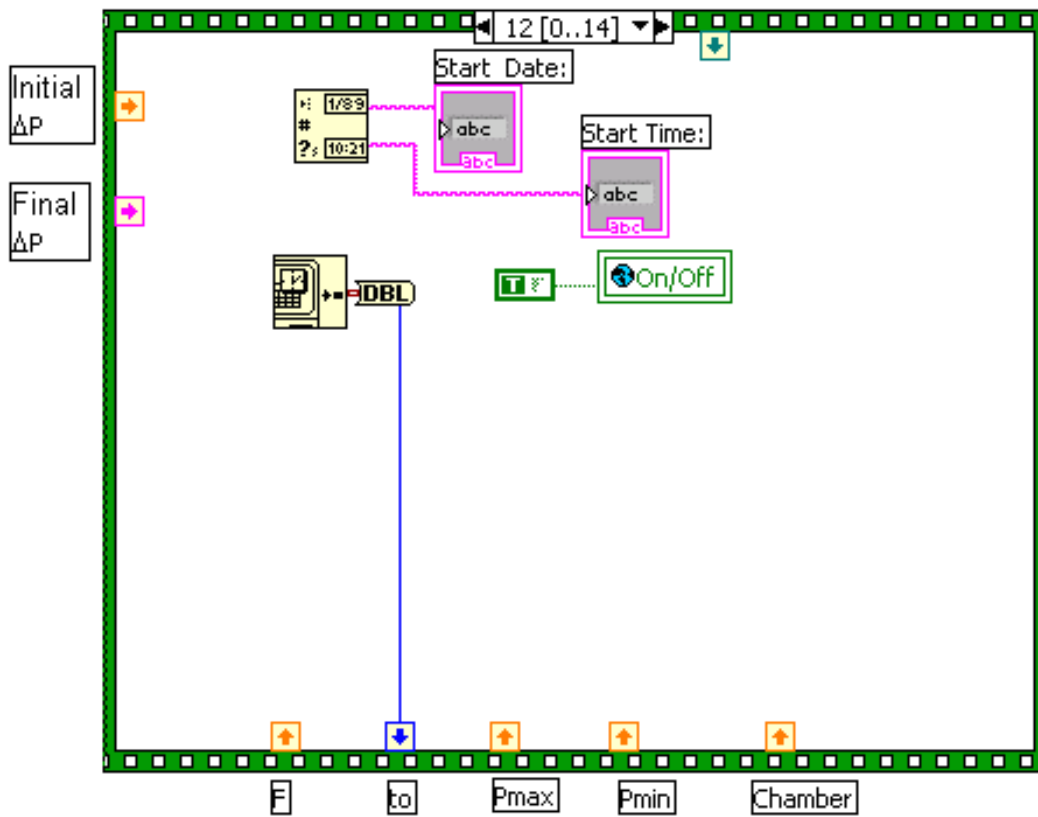 12 [0..14]
Start Date:
Initial
ΔP
1/89
#
abc
?
10:21
abc
Start Time:
abc
abc
Final
ΔP
DBL
T
On/Off
F
to
Pmax
Pmin
Chamber